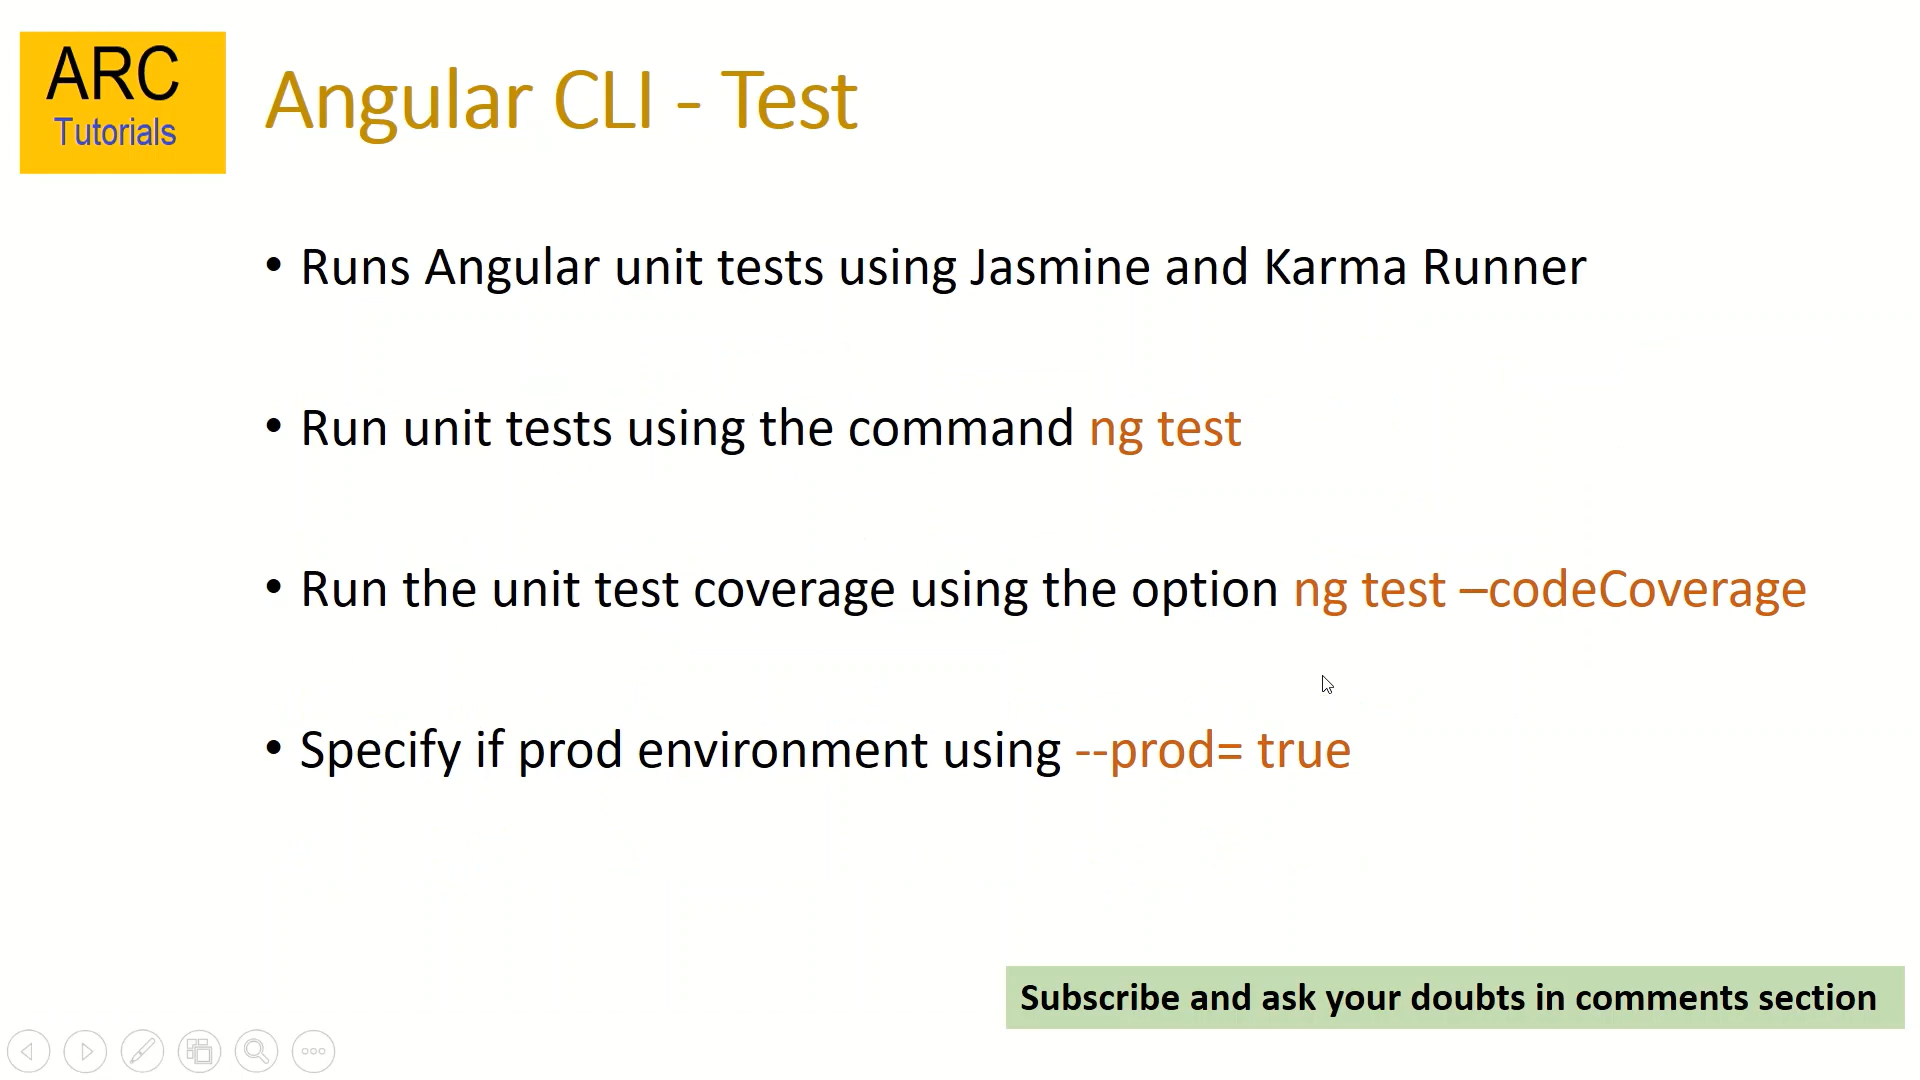 ARC
Tutorials
Angular CLI - Test
• Runs Angular unit tests using Jasmine and Karma Runner
• Run unit tests using the command ng test
• Run the unit test coverage using the option ng test –codeCoverage
• Specify if prod environment using --prod= true
Subscribe and ask your doubts in comments section